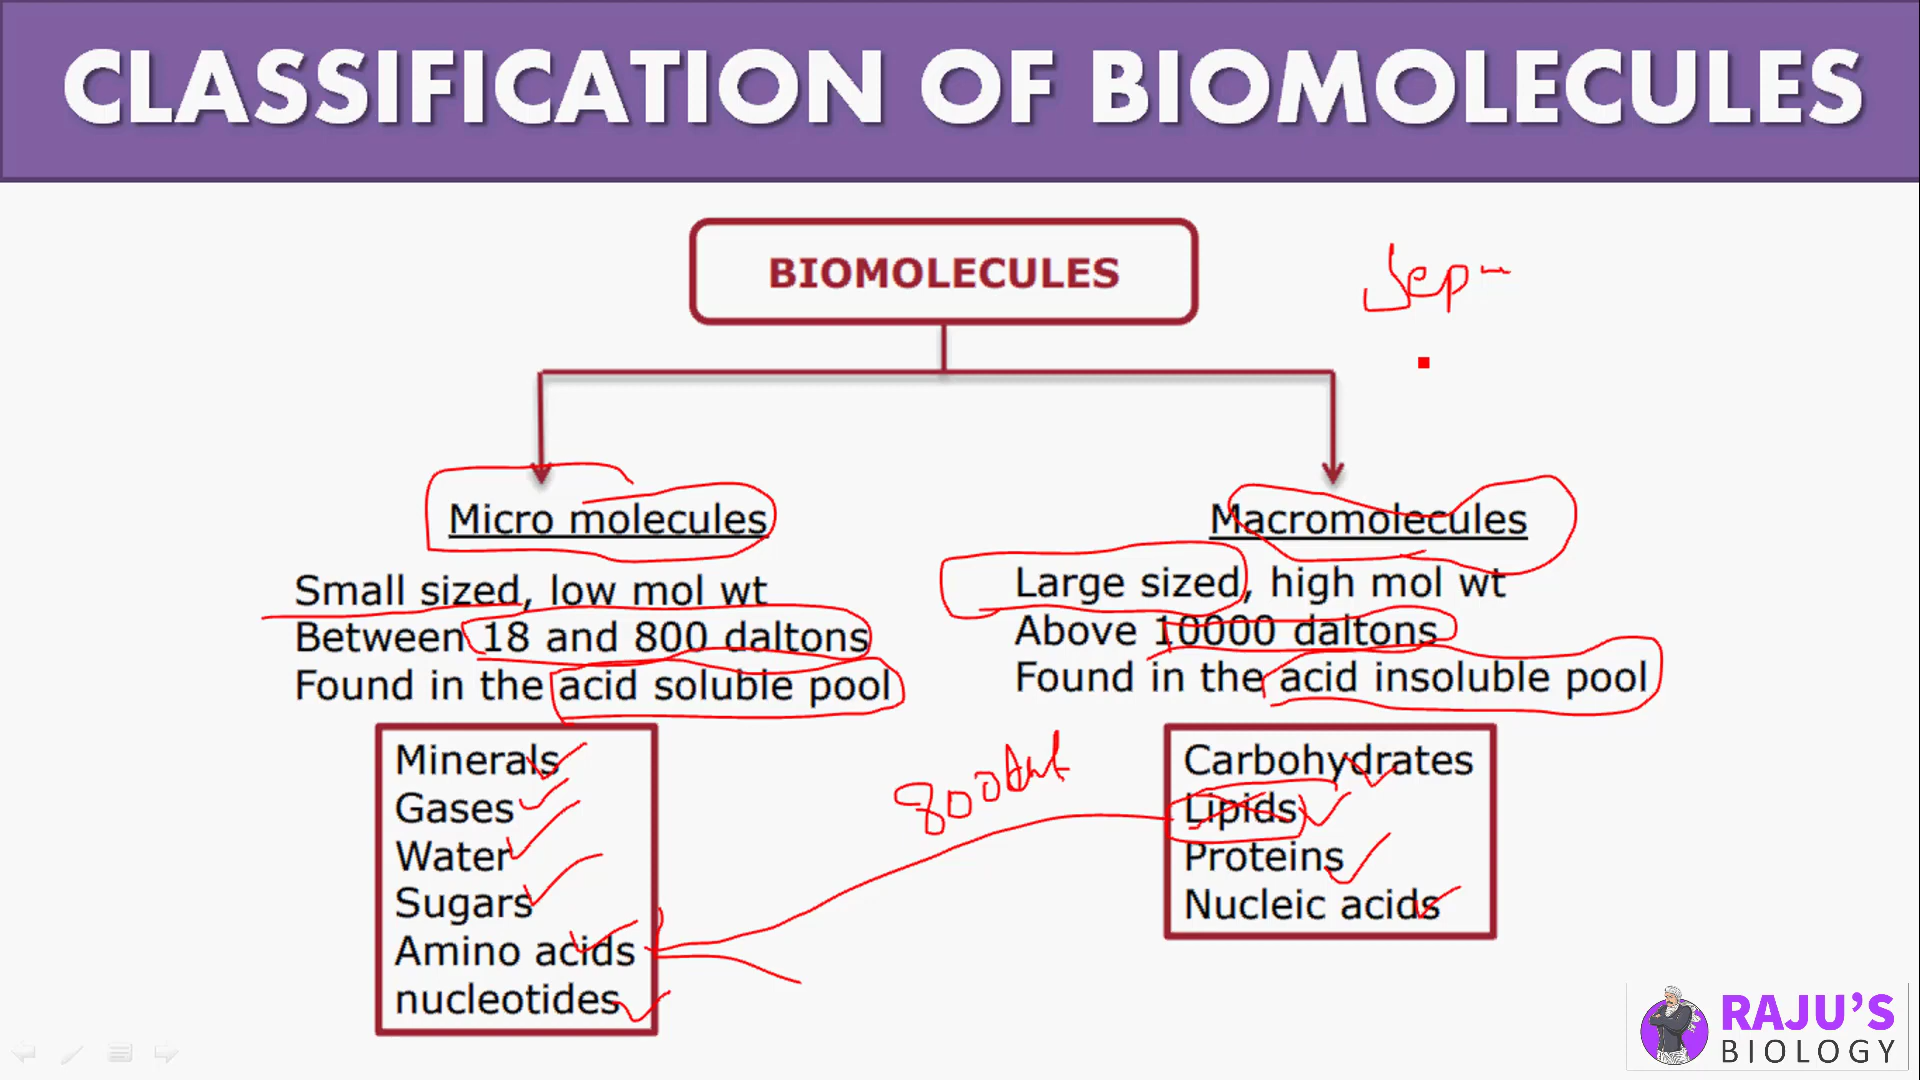 CLASSIFICATION OF BIOMOLECULES
BIOMOLECULES
Micro molecules
Small sized, low mol wt
Between 18 and 800 daltons
Found in the acid soluble pool
Minerals
Gases
Water
Sugars
Amino acids
nucleotides
Macromolecules
Large sized, high mol wt
Above 10000 daltons
Found in the acid insoluble pool
Carbohydrates
Lipids
Proteins
Nucleic acids
RAJU'S
BIOLOGY